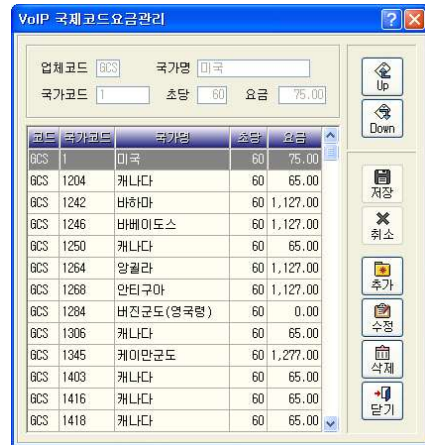 VoIP 국제코드요금관리
업체코드 GCS 국가명 미국
국가코드 1 초당 60 요금 75.00
Up
Down
코드 국가코드 국가명 초당 요금
GCS 1 미국 60 75.00
GCS 1204 캐나다 60 65.00
GCS 1242 바하마 60 1,127.00
GCS 1246 바베이도스 60 1,127.00
GCS 1250 캐나다 60 65.00
GCS 1264 앙귈라 60 1,127.00
GCS 1268 안티구아 60 1,127.00
GCS 1284 버진군도(영국령) 60 0.00
GCS 1306 캐나다 60 65.00
GCS 1345 케이만군도 60 1,277.00
GCS 1403 캐나다 60 65.00
GCS 1416 캐나다 60 65.00
GCS 1418 캐나다 60 65.00
저장
취소
추가
수정
삭제
닫기